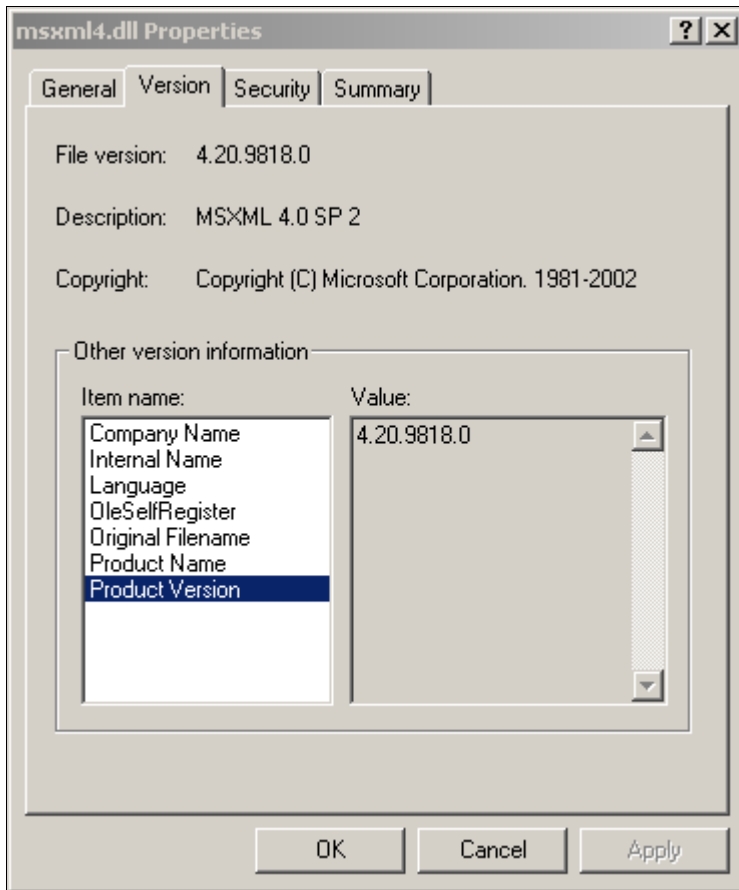 msxml4.dll Properties
General Version Security Summary
File version: 4.20.9818.0
Description: MSXML 4.0 SP 2
Copyright: Copyright (C) Microsoft Corporation. 1981-2002
Other version information
Item name: Value:
Company Name 4.20.9818.0
Internal Name
Language
OleSelfRegister
Original Filename
Product Name
Product Version
OK Cancel Apply